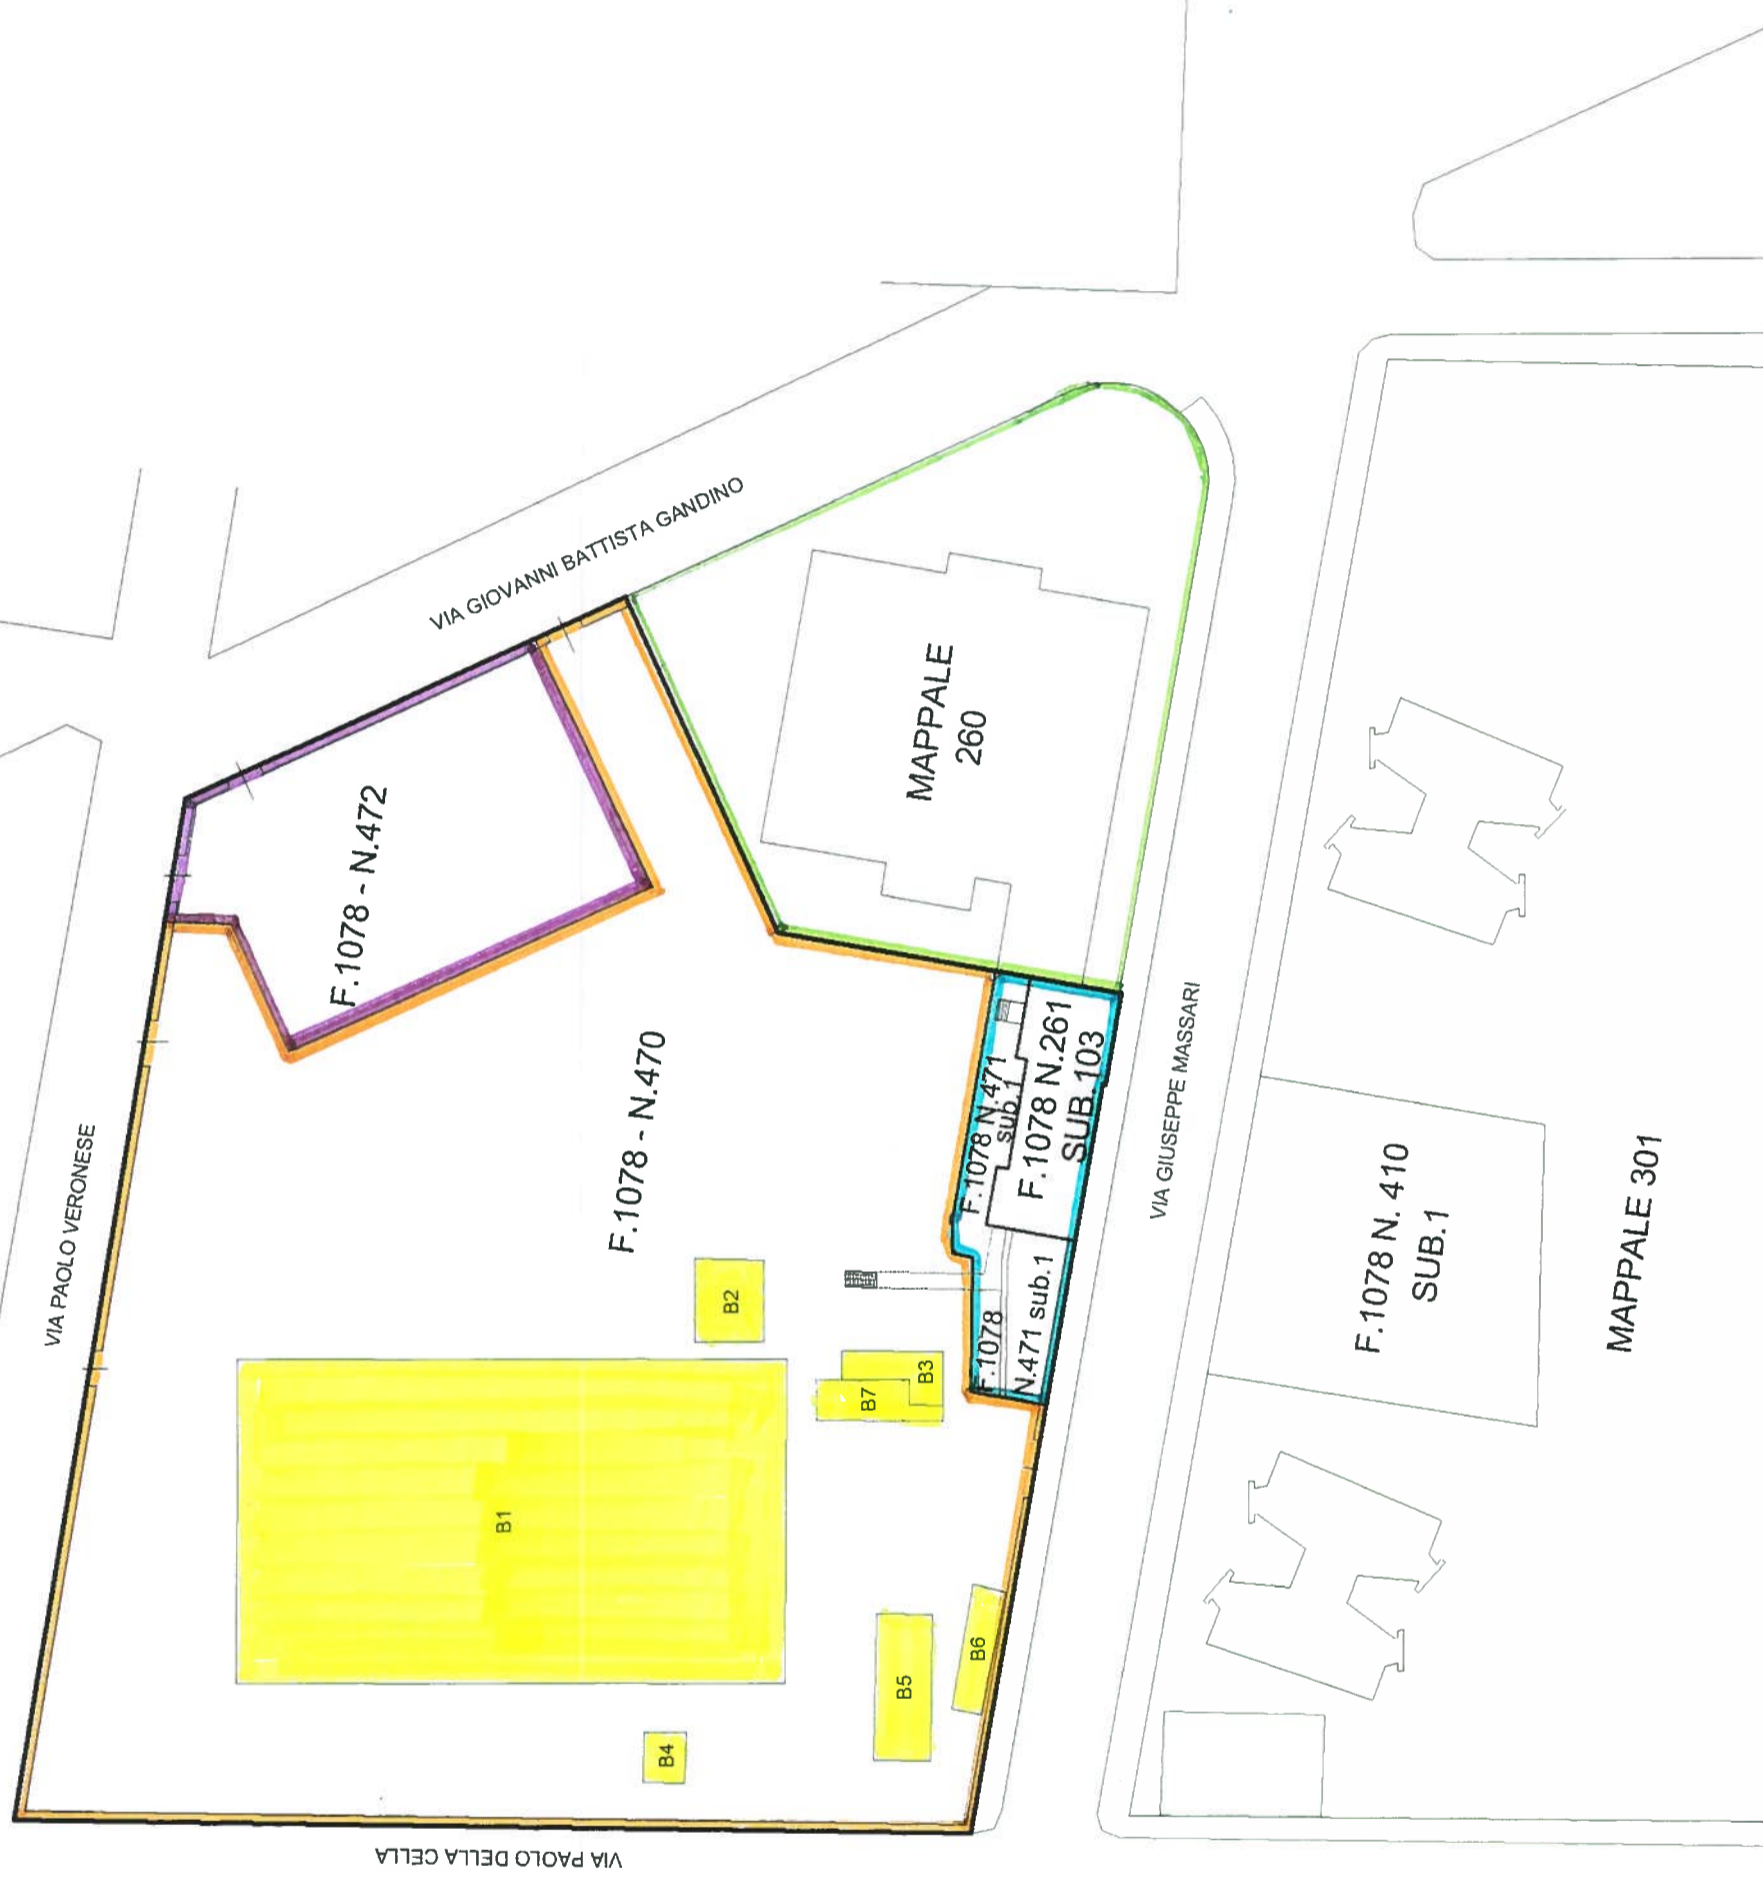 VIA PAOLO VERONESE
VIA GIOVANNI BATTISTA GANDINO
F.1078 - N.472
F.1078 - N.470
MAPPALE
260
F.1078 N.471
sub.1
F.1078 N.261
SUB.103
F.1078
N.471 sub.1
VIA GIUSEPPE MASSARI
F.1078 N. 410
SUB.1
MAPPALE 301
B1
B2
B3
B7
B4
B5
B6
VIA PAOLO DELLA CELLA